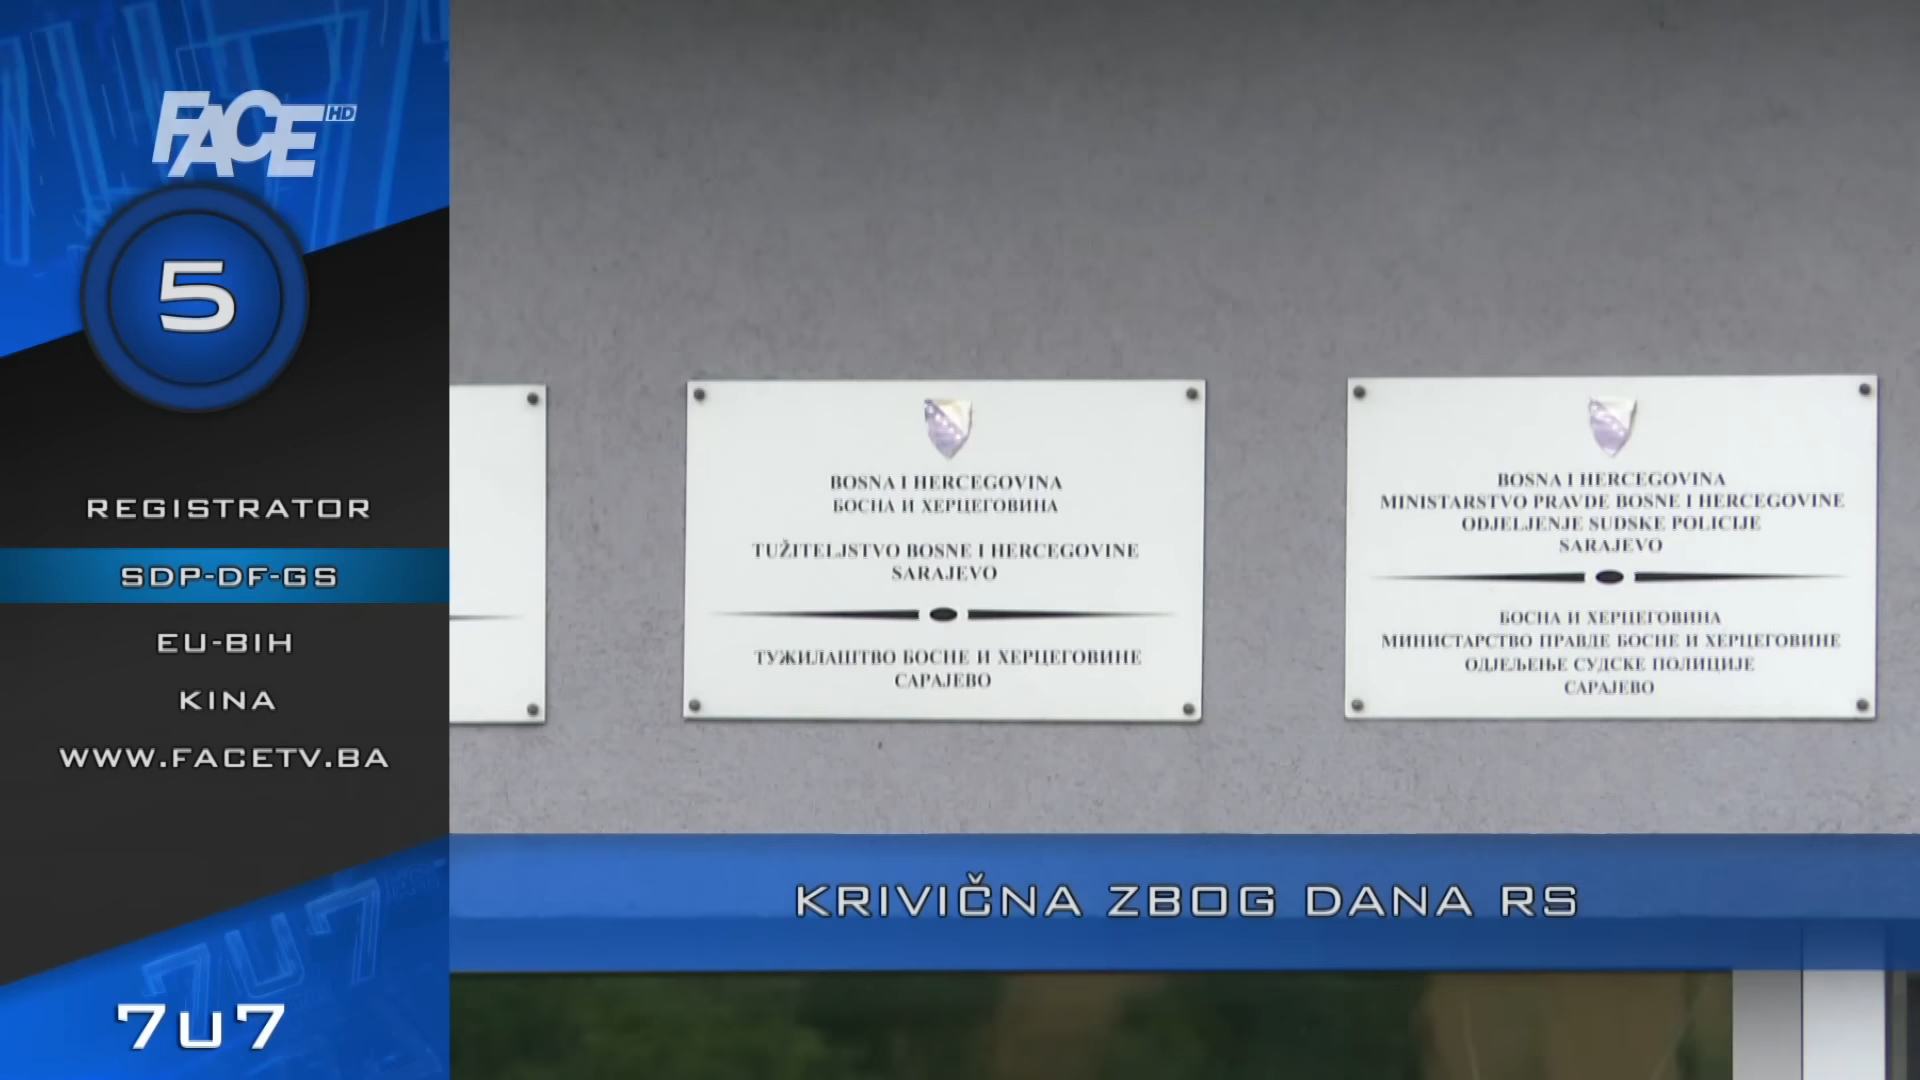 FACE HD
5
REGISTRATOR
SDP-DF-GS
EU-BIH
KINA
WWW.FACETV.BA
7U7
BOSNA I HERCEGOVINA
БОСНА И ХЕРЦЕГОВИНА
TUŽITELJSTVO BOSNE I HERCEGOVINE
SARAJEVO
ТУЖИЛАШТВО БОСНЕ И ХЕРЦЕГОВИНЕ
САРАЈЕВО
BOSNA I HERCEGOVINA
MINISTARSTVO PRAVDE BOSNE I HERCEGOVINE
ODJELJENJE SUDSKE POLICIJE
SARAJEVO
БОСНА И ХЕРЦЕГОВИНА
МИНИСТАРСТВО ПРАВДЕ БОСНЕ И ХЕРЦЕГОВИНЕ
ОДЈЕЉЕЊЕ СУДСКЕ ПОЛИЦИЈЕ
САРАЈЕВО
KRIVIČNA ZBOG DANA RS